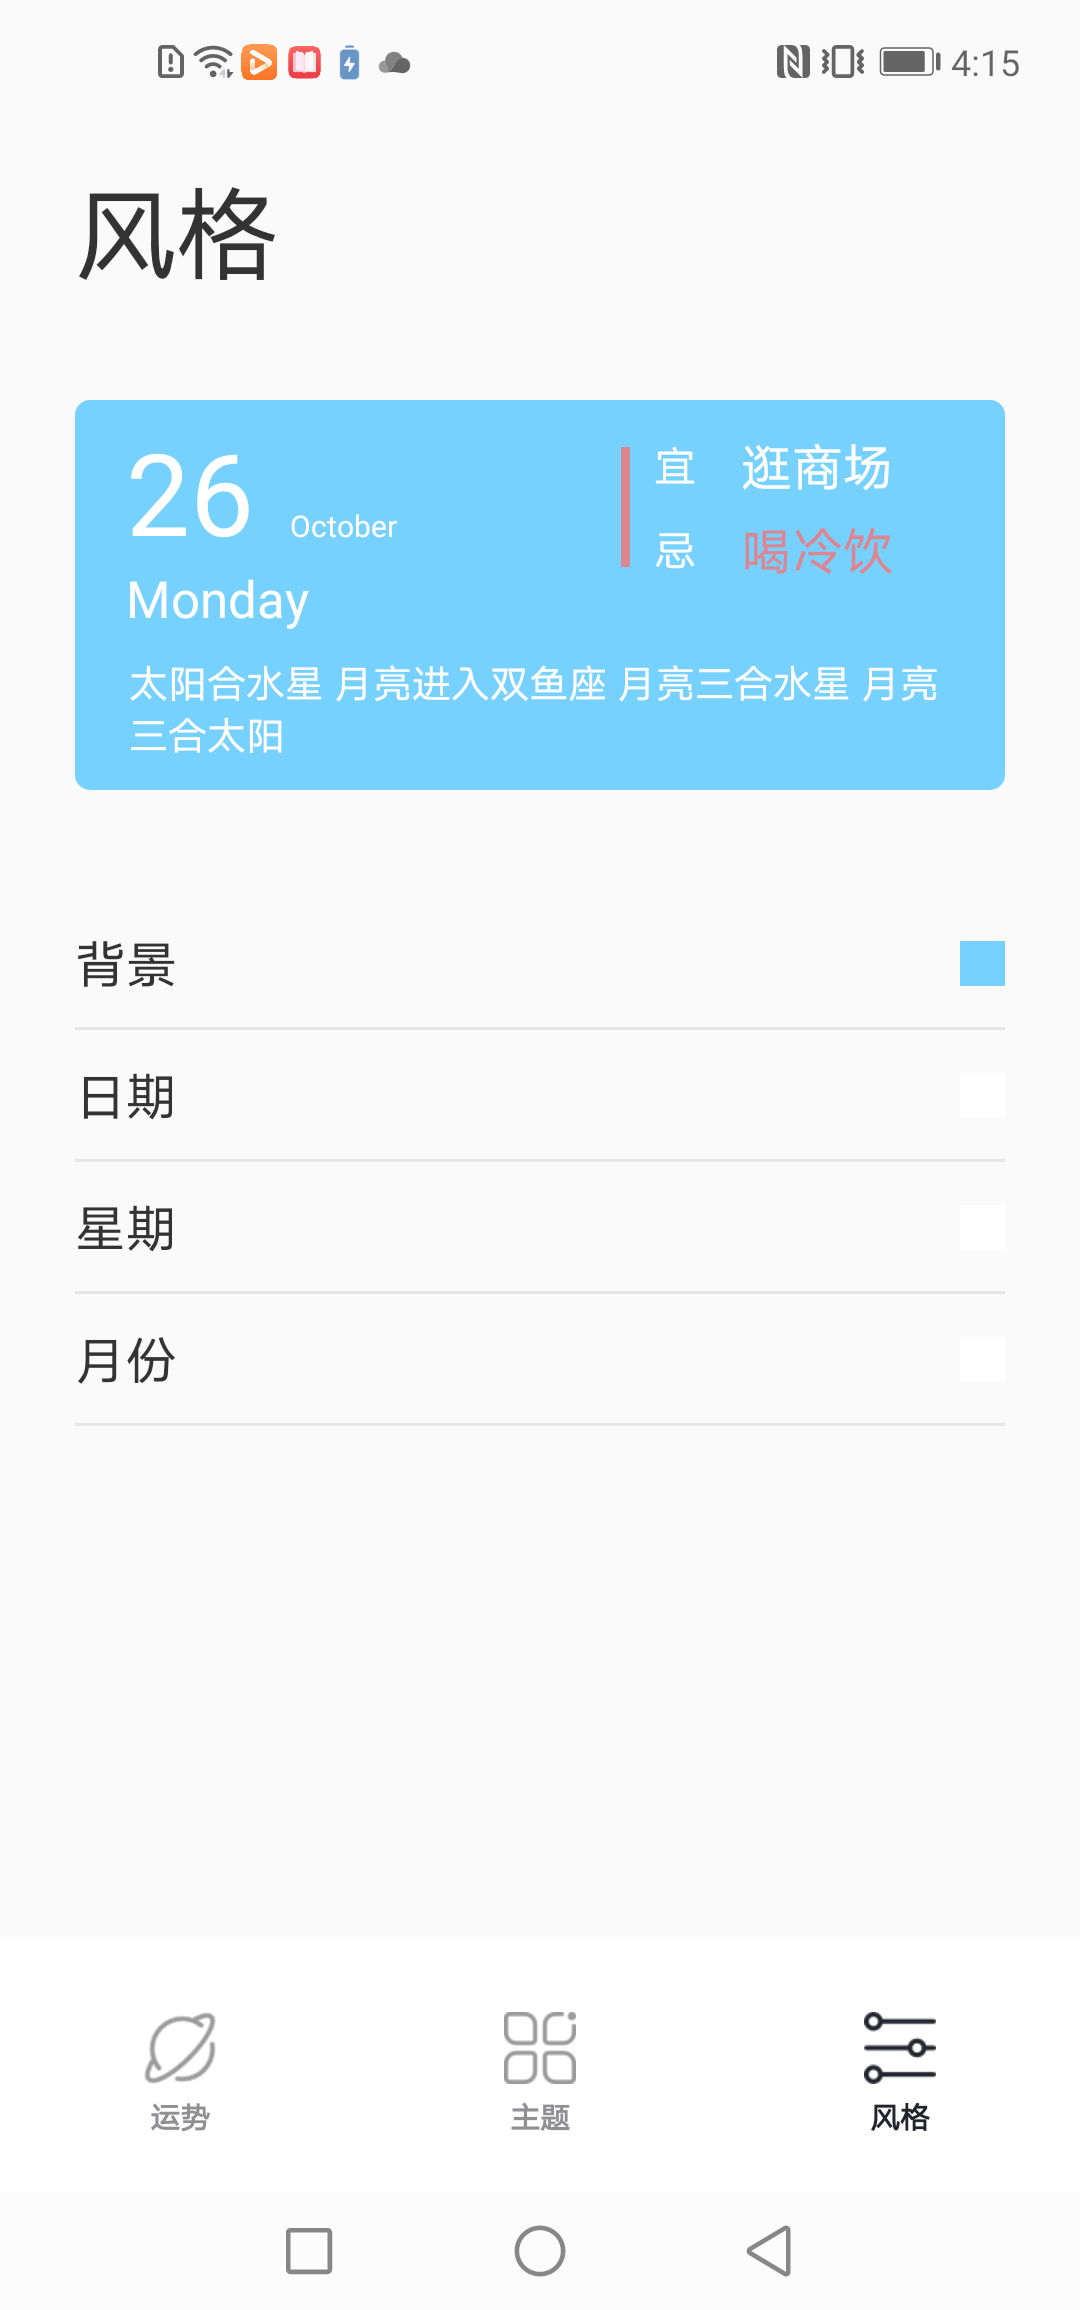 4:15
风格
26 October
宜 逛商场
忌 喝冷饮
Monday
太阳合水星 月亮进入双鱼座 月亮三合水星 月亮
三合太阳
背景
日期
星期
月份
运势 主题 风格